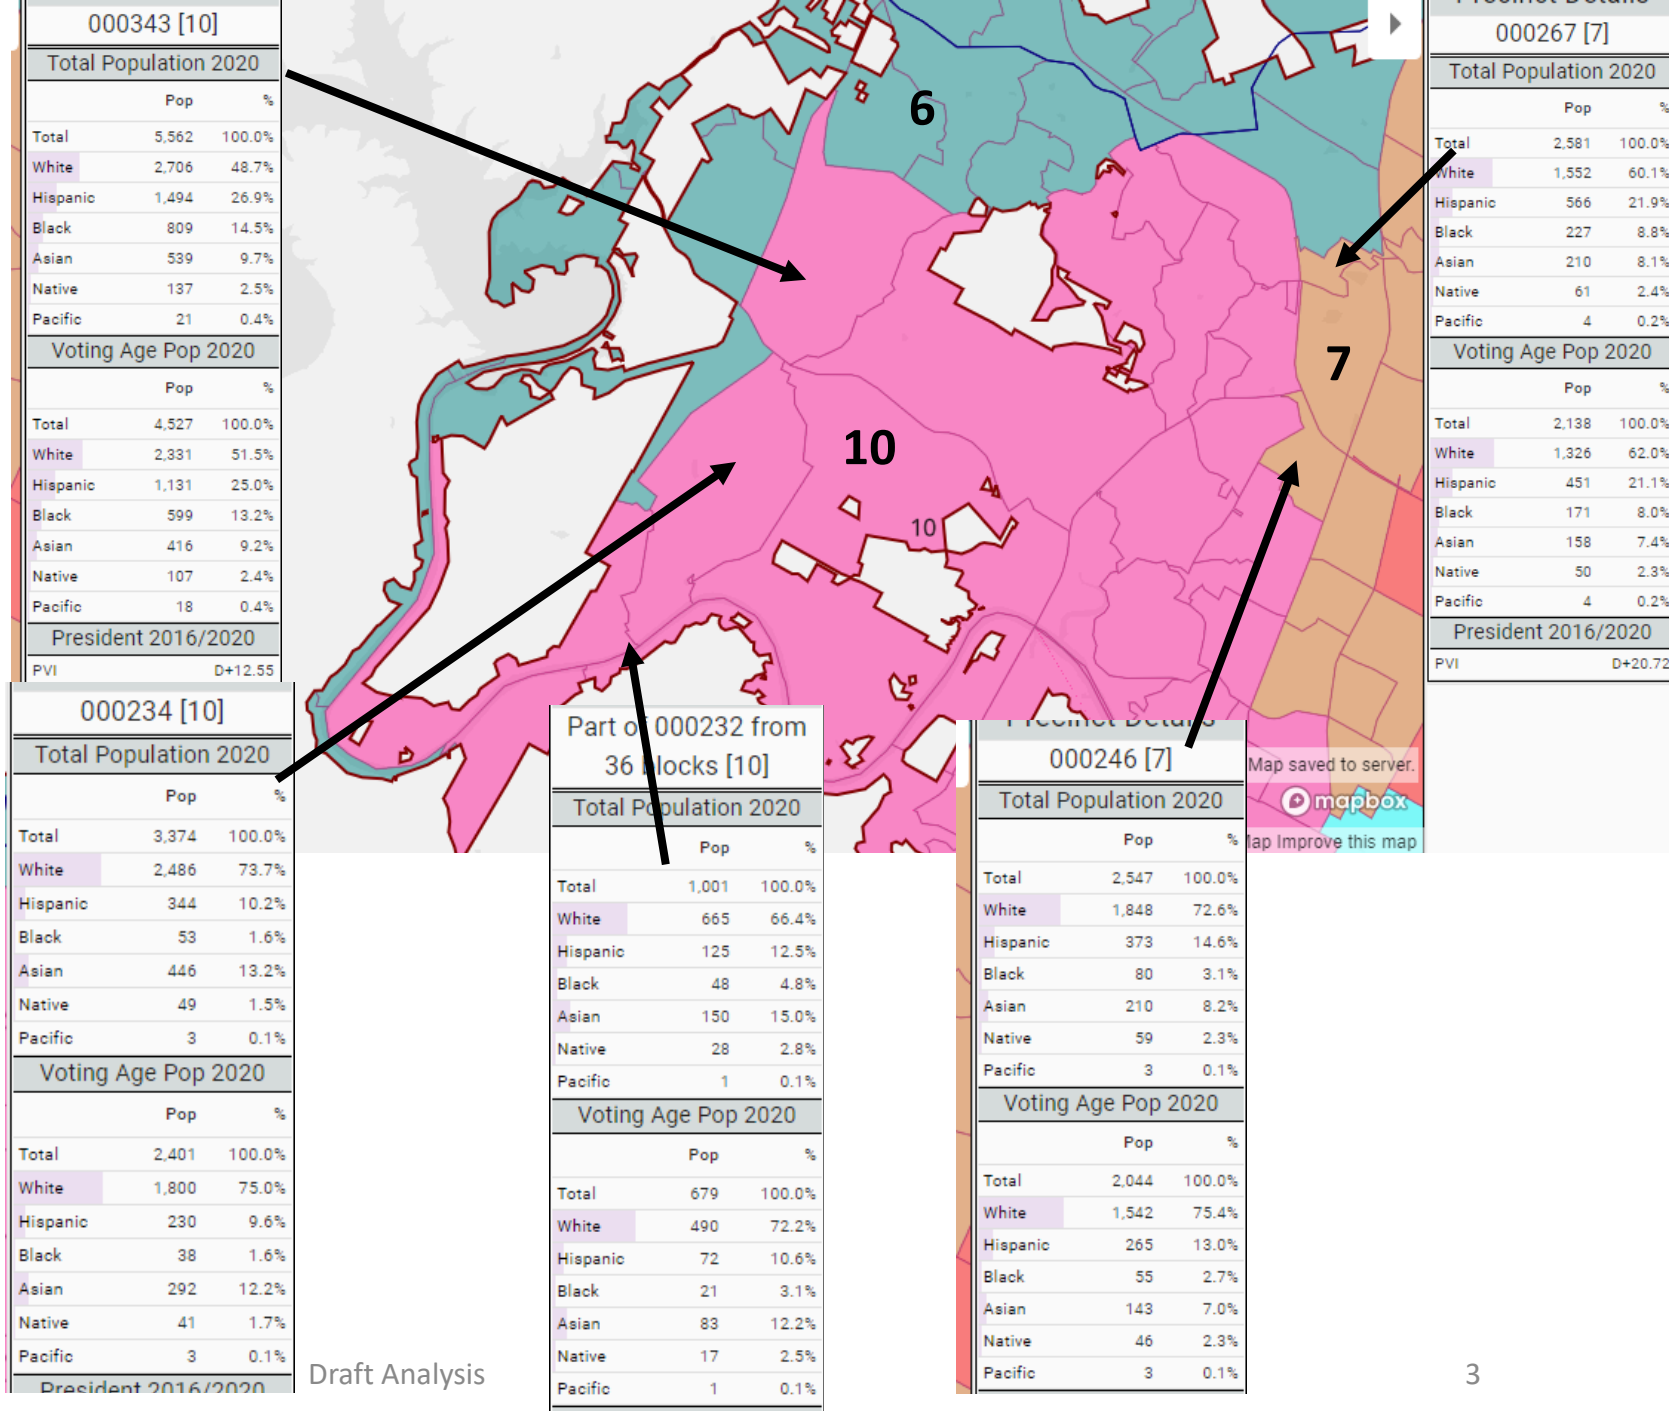 000343 [10]
Total Population 2020
Pop %
Total 5,562 100.0%
White 2,706 48.7%
Hispanic 1,494 26.9%
Black 809 14.5%
Asian 539 9.7%
Native 137 2.5%
Pacific 21 0.4%
Voting Age Pop 2020
Pop %
Total 4,527 100.0%
White 2,331 51.5%
Hispanic 1,131 25.0%
Black 599 13.2%
Asian 416 9.2%
Native 107 2.4%
Pacific 18 0.4%
President 2016/2020
PVI D+12.55
000234 [10]
Total Population 2020
Pop %
Total 3,374 100.0%
White 2,486 73.7%
Hispanic 344 10.2%
Black 53 1.6%
Asian 446 13.2%
Native 49 1.5%
Pacific 3 0.1%
Voting Age Pop 2020
Pop %
Total 2,401 100.0%
White 1,800 75.0%
Hispanic 230 9.6%
Black 38 1.6%
Asian 292 12.2%
Native 41 1.7%
Pacific 3 0.1%
President 2016/2020
6
7
10
10
Part of 000232 from
36 blocks [10]
Total Population 2020
Pop %
Total 1,001 100.0%
White 665 66.4%
Hispanic 125 12.5%
Black 48 4.8%
Asian 150 15.0%
Native 28 2.8%
Pacific 1 0.1%
Voting Age Pop 2020
Pop %
Total 679 100.0%
White 490 72.2%
Hispanic 72 10.6%
Black 21 3.1%
Asian 83 12.2%
Native 17 2.5%
Pacific 1 0.1%
Precinct Details
000246 [7]
Total Population 2020
Pop %
Total 2,547 100.0%
White 1,848 72.6%
Hispanic 373 14.6%
Black 80 3.1%
Asian 210 8.2%
Native 59 2.3%
Pacific 3 0.1%
Voting Age Pop 2020
Pop %
Total 2,044 100.0%
White 1,542 75.4%
Hispanic 265 13.0%
Black 55 2.7%
Asian 143 7.0%
Native 46 2.3%
Pacific 3 0.1%
Precinct Details
000267 [7]
Total Population 2020
Pop %
Total 2,581 100.0%
White 1,552 60.1%
Hispanic 566 21.9%
Black 227 8.8%
Asian 210 8.1%
Native 61 2.4%
Pacific 4 0.2%
Voting Age Pop 2020
Pop %
Total 2,138 100.0%
White 1,326 62.0%
Hispanic 451 21.1%
Black 171 8.0%
Asian 158 7.4%
Native 50 2.3%
Pacific 4 0.2%
President 2016/2020
PVI D+20.72
Map saved to server.
mapbox
Improve this map
Draft Analysis
3